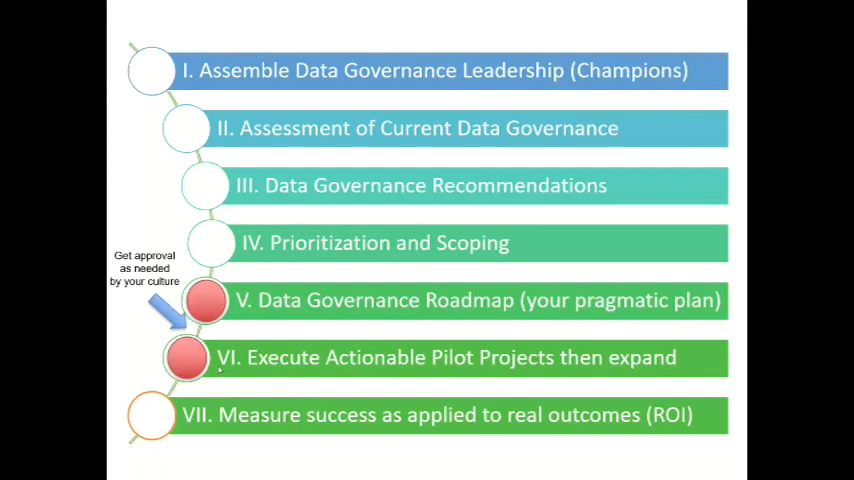 I. Assemble Data Governance Leadership (Champions)
II. Assessment of Current Data Governance
III. Data Governance Recommendations
IV. Prioritization and Scoping
Get approval
as needed
by your culture
V. Data Governance Roadmap (your pragmatic plan)
VI. Execute Actionable Pilot Projects then expand
VII. Measure success as applied to real outcomes (ROI)